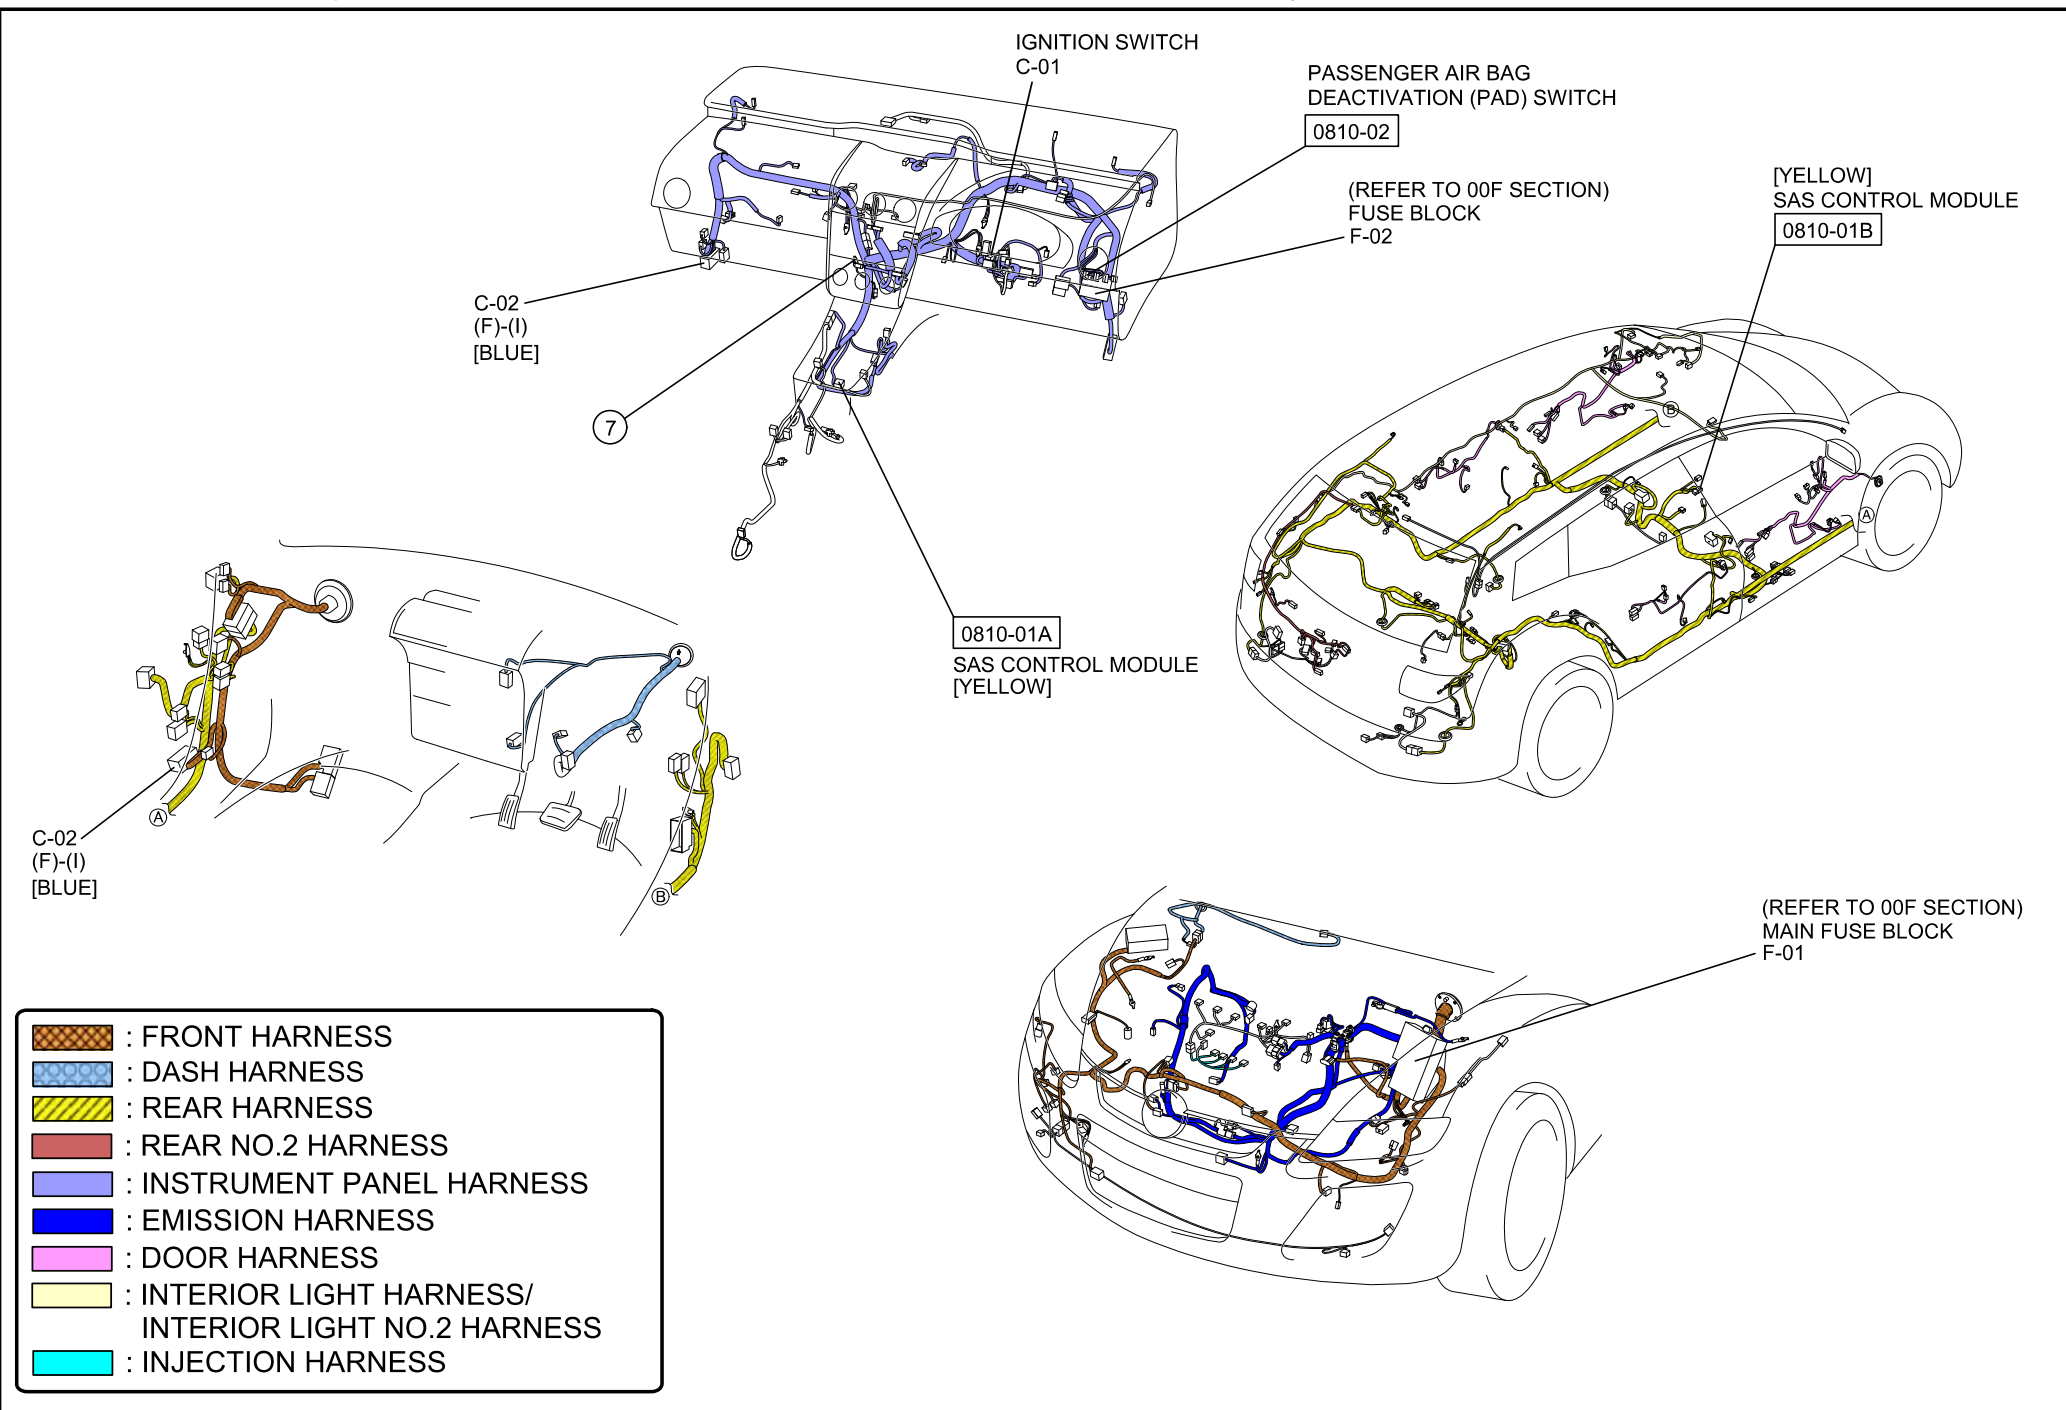 IGNITION SWITCH
C-01
PASSENGER AIR BAG
DEACTIVATION (PAD) SWITCH
0810-02
(REFER TO 00F SECTION)
FUSE BLOCK
F-02
[YELLOW]
SAS CONTROL MODULE
0810-01B
C-02
(F)-(I)
[BLUE]
7
0810-01A
SAS CONTROL MODULE
[YELLOW]
B
A
A
B
C-02
(F)-(I)
[BLUE]
(REFER TO 00F SECTION)
MAIN FUSE BLOCK
F-01
: FRONT HARNESS
: DASH HARNESS
: REAR HARNESS
: REAR NO.2 HARNESS
: INSTRUMENT PANEL HARNESS
: EMISSION HARNESS
: DOOR HARNESS
: INTERIOR LIGHT HARNESS/
INTERIOR LIGHT NO.2 HARNESS
: INJECTION HARNESS